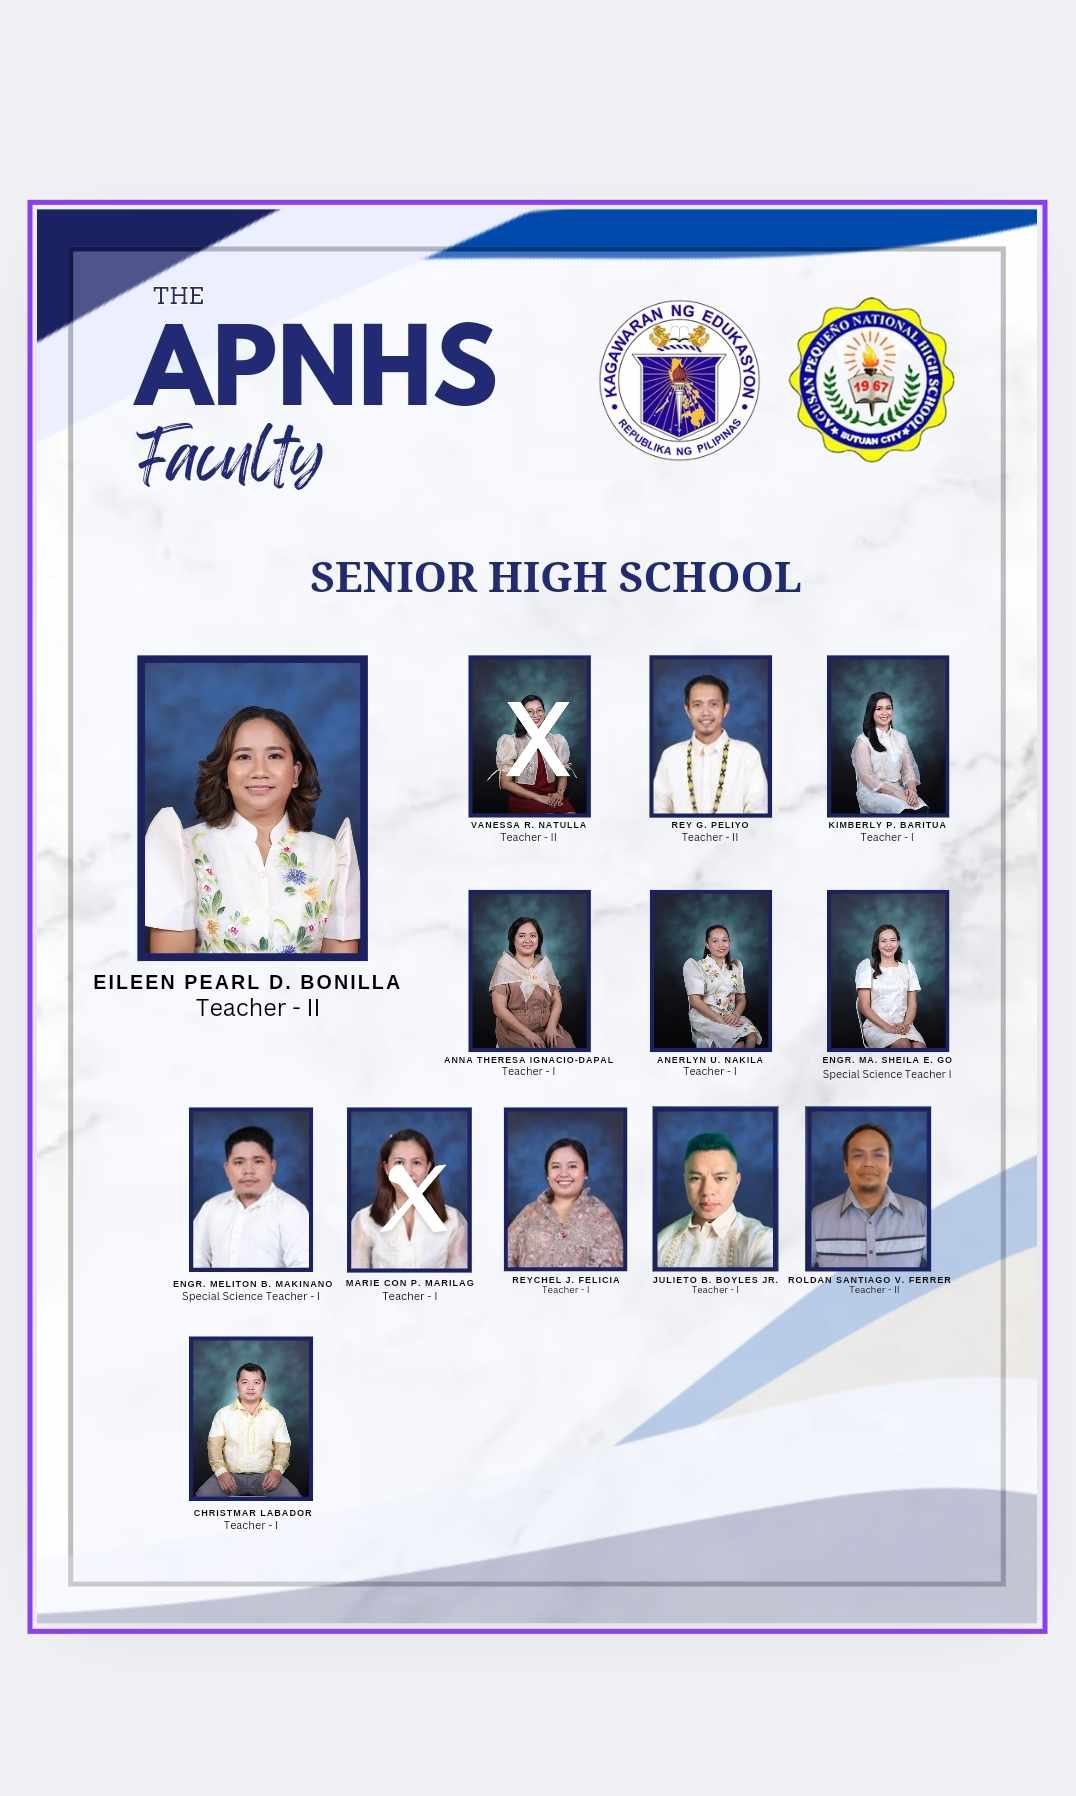 THE
APNHS
Faculty
KAGAWARAN NG EDUKASYON
REPUBLIKA NG PILIPINAS
AGUSAN PEQUEÑO NATIONAL HIGH SCHOOL
1967
BUTUAN CITY
SENIOR HIGH SCHOOL
EILEEN PEARL D. BONILLA
Teacher - II
X
VANESSA R. NATULLA
Teacher - II
REY G. PELIYO
Teacher - II
KIMBERLY P. BARITUA
Teacher - I
ANNA THERESA IGNACIO-DAPAL
Teacher - I
ANERLYN U. NAKILA
Teacher - I
ENGR. MA. SHEILA E. GO
Special Science Teacher I
ENGR. MELITON B. MAKINANO
Special Science Teacher - I
X
MARIE CON P. MARILAG
Teacher - I
REYCHEL J. FELICIA
Teacher - I
JULIETO B. BOYLES JR.
Teacher - I
ROLDAN SANTIAGO V. FERRER
Teacher - II
CHRISTMAR LABADOR
Teacher - I